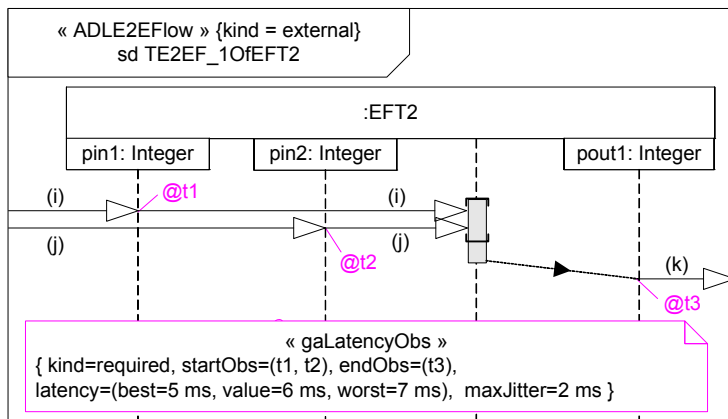 « ADLE2EFlow » {kind = external}
sd TE2EF_1OfEFT2
:EFT2
pin1: Integer
pin2: Integer
pout1: Integer
(i)
@t1
(i)
(j)
@t2
(j)
(k)
@t3
« gaLatencyObs »
{ kind=required, startObs=(t1, t2), endObs=(t3),
latency=(best=5 ms, value=6 ms, worst=7 ms),  maxJitter=2 ms }